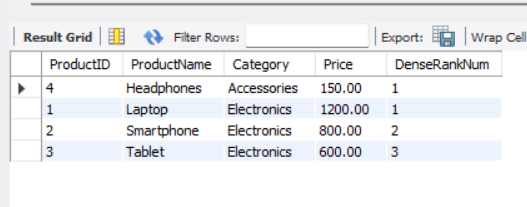 Result Grid Filter Rows: Export: Wrap Cell
ProductID ProductName Category Price DenseRankNum
4 Headphones Accessories 150.00 1
1 Laptop Electronics 1200.00 1
2 Smartphone Electronics 800.00 2
3 Tablet Electronics 600.00 3